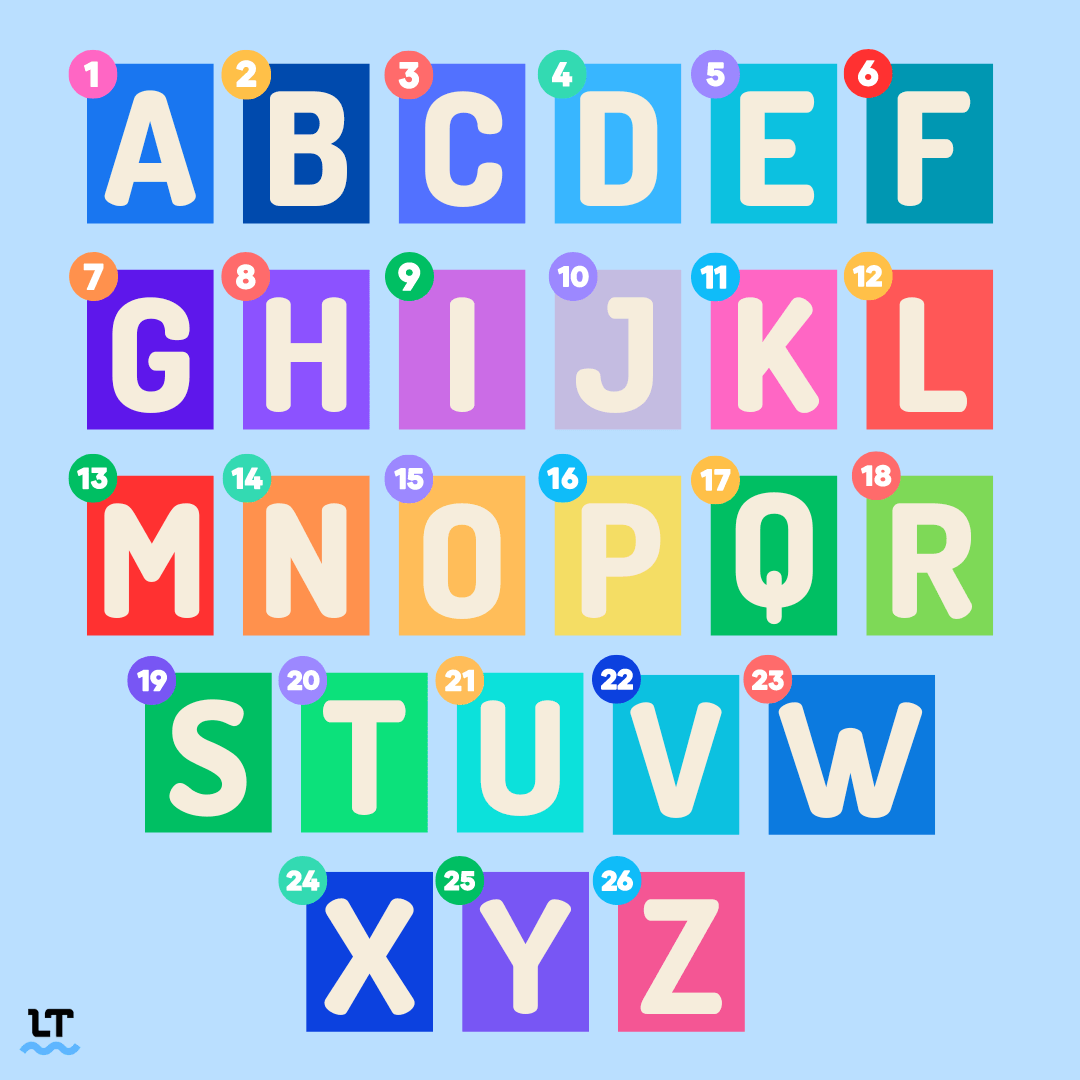 1 A 2 B 3 C 4 D 5 E 6 F
7 G 8 H 9 I 10 J 11 K 12 L
13 M 14 N 15 O 16 P 17 Q 18 R
19 S 20 T 21 U 22 V 23 W
24 X 25 Y 26 Z
LT